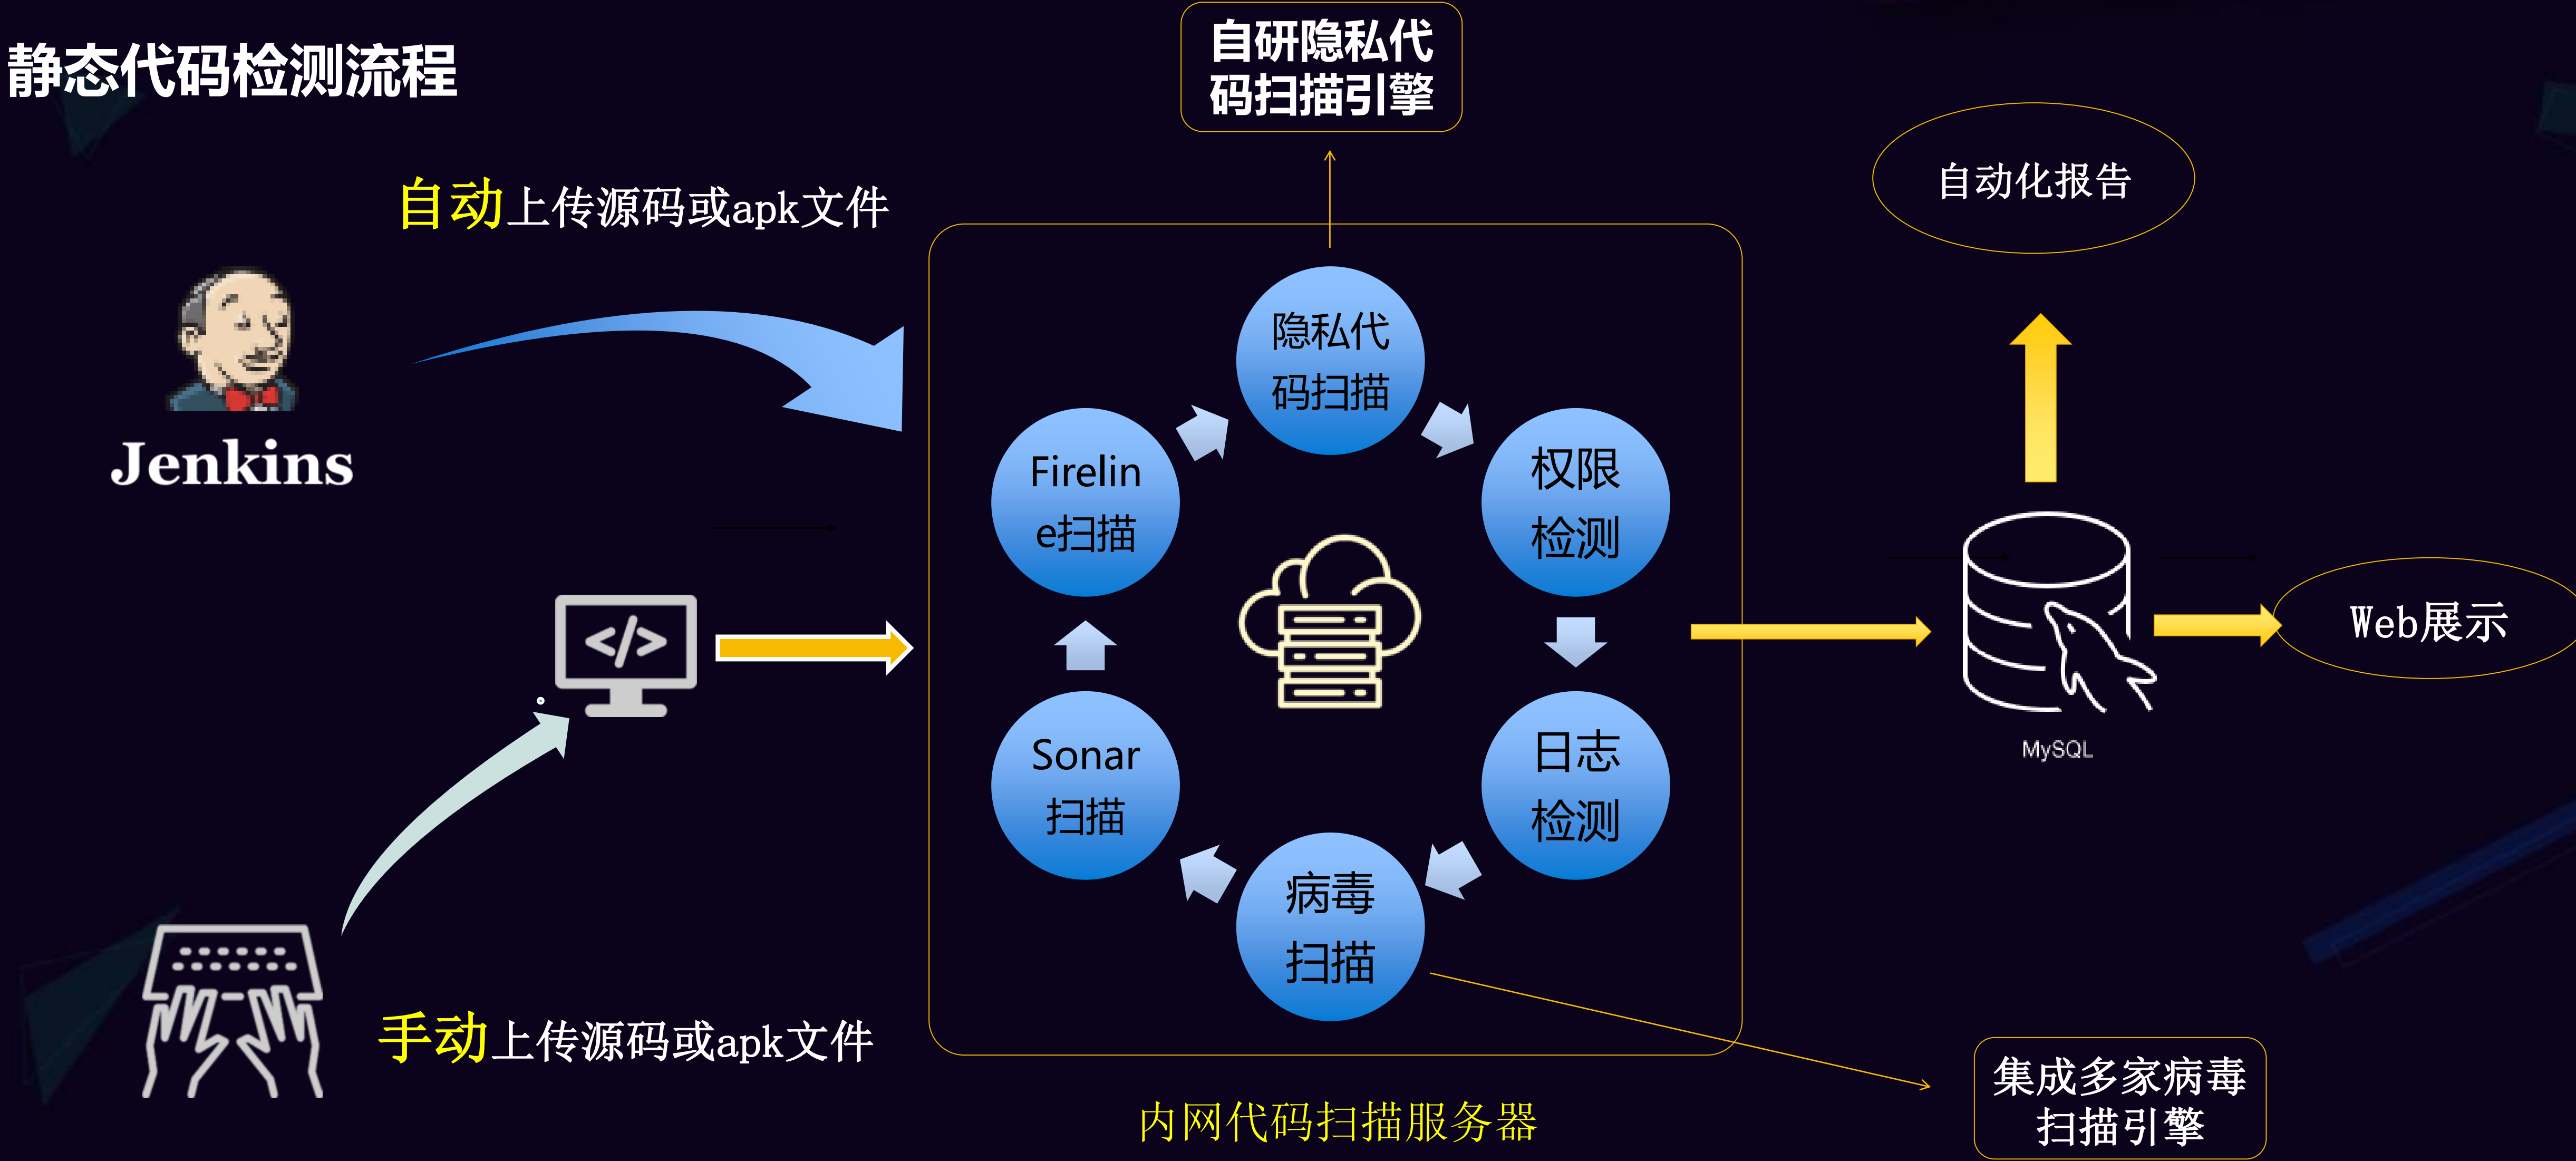 静态代码检测流程
自研隐私代
码扫描引擎
自动上传源码或apk文件
自动化报告
Jenkins
隐私代
码扫描
Firelin
e扫描
权限
检测
</>
Web展示
Sonar
扫描
日志
检测
MySQL
病毒
扫描
手动上传源码或apk文件
内网代码扫描服务器
集成多家病毒
扫描引擎